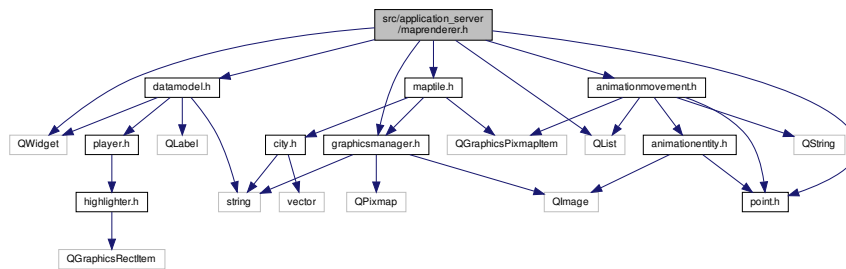 src/application_server
/maprenderer.h
datamodel.h
maptile.h
animationmovement.h
QWidget
player.h
QLabel
city.h
graphicsmanager.h
QGraphicsPixmapItem
QList
animationentity.h
QString
highlighter.h
string
vector
QPixmap
QImage
point.h
QGraphicsRectItem